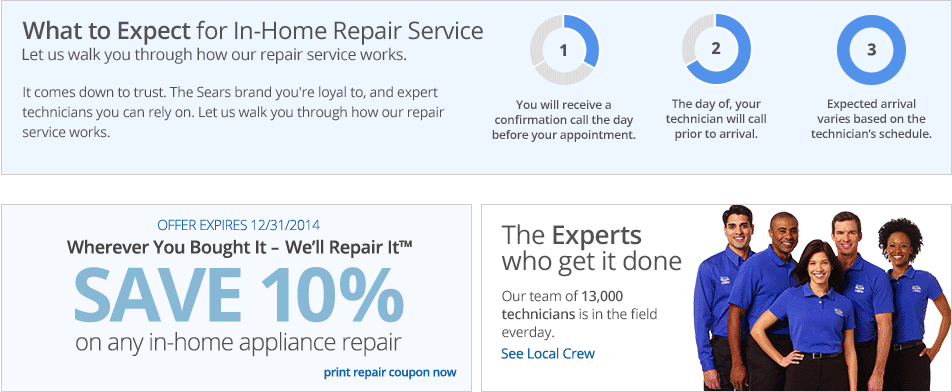 What to Expect for In-Home Repair Service
Let us walk you through how our repair service works.
It comes down to trust. The Sears brand you're loyal to, and expert
technicians you can rely on. Let us walk you through how our repair
service works.
1
You will receive a
confirmation call the day
before your appointment.
2
The day of, your
technician will call
prior to arrival.
3
Expected arrival
varies based on the
technician's schedule.
OFFER EXPIRES 12/31/2014
Wherever You Bought It – We'll Repair It™
SAVE 10%
on any in-home appliance repair
print repair coupon now
The Experts
who get it done
Our team of 13,000
technicians is in the field
everday.
See Local Crew